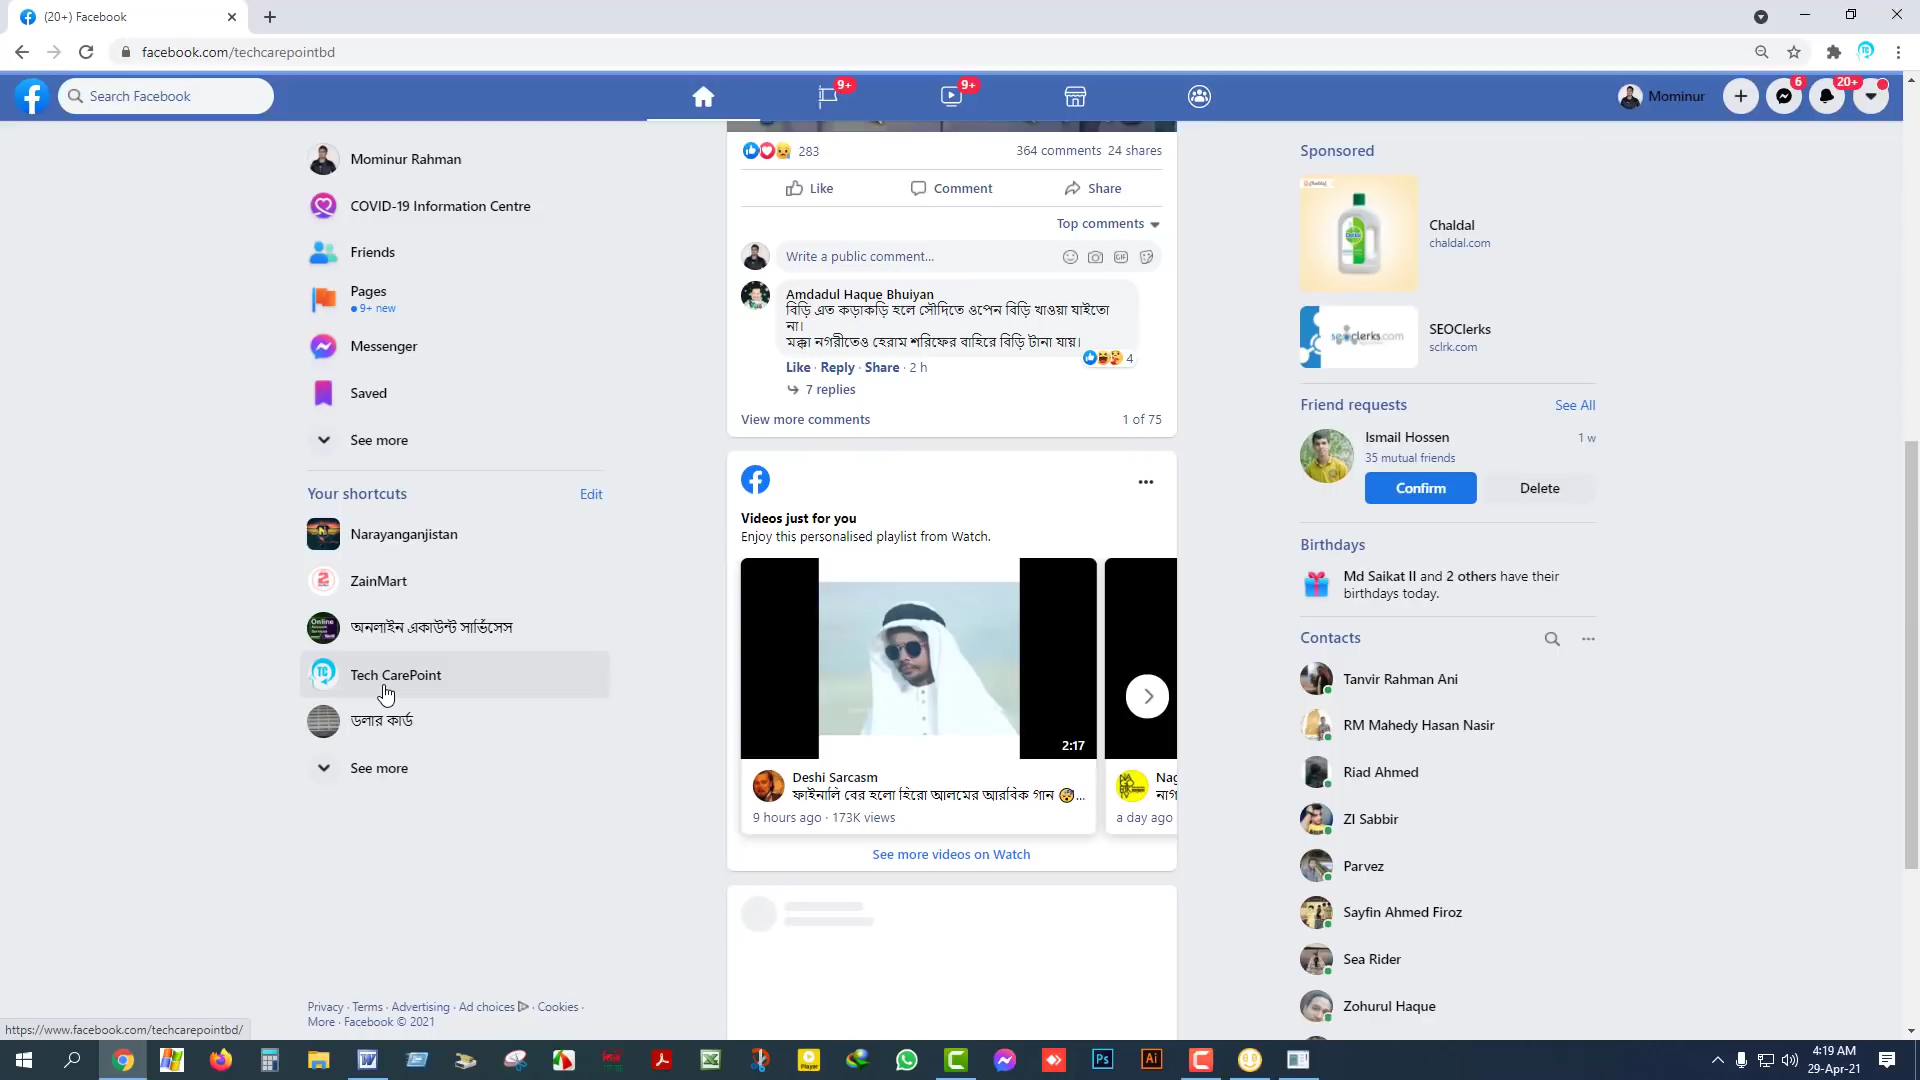 (20+) Facebook
facebook.com/techcarepointbd
Search Facebook
9+
9+
Mominur
6
20+
Mominur Rahman
COVID-19 Information Centre
Friends
Pages
9+ new
Messenger
Saved
See more
Your shortcuts
Edit
Narayanganjistan
ZainMart
অনলাইন একাউন্ট সার্ভিসেস
Tech CarePoint
ডলার কার্ড
See more
Privacy · Terms · Advertising · Ad choices · Cookies ·
More · Facebook © 2021
https://www.facebook.com/techcarepointbd/
283
364 comments 24 shares
Like
Comment
Share
Top comments
Write a public comment...
GIF
Amdadul Haque Bhuiyan
বিড়ি এত কড়াকড়ি হলে সৌদিতে ওপেন বিড়ি খাওয়া যাইতো
না।
মক্কা নগরীতেও হেরাম শরিফের বাহিরে বিড়ি টানা যায়।
4
Like · Reply · Share · 2 h
7 replies
View more comments
1 of 75
Videos just for you
Enjoy this personalised playlist from Watch.
2:17
Deshi Sarcasm
ফাইনালি বের হলো হিরো আলমের আরবিক গান 😴...
9 hours ago · 173K views
Nag
নাগ
a day ago
See more videos on Watch
Sponsored
Chaldal
chaldal.com
seoclerks.com
SEOClerks
sclrk.com
Friend requests
See All
Ismail Hossen
1 w
35 mutual friends
Confirm
Delete
Birthdays
Md Saikat II and 2 others have their
birthdays today.
Contacts
Tanvir Rahman Ani
RM Mahedy Hasan Nasir
Riad Ahmed
ZI Sabbir
Parvez
Sayfin Ahmed Firoz
Sea Rider
Zohurul Haque
Player
Ps
Ai
4:19 AM
29-Apr-21